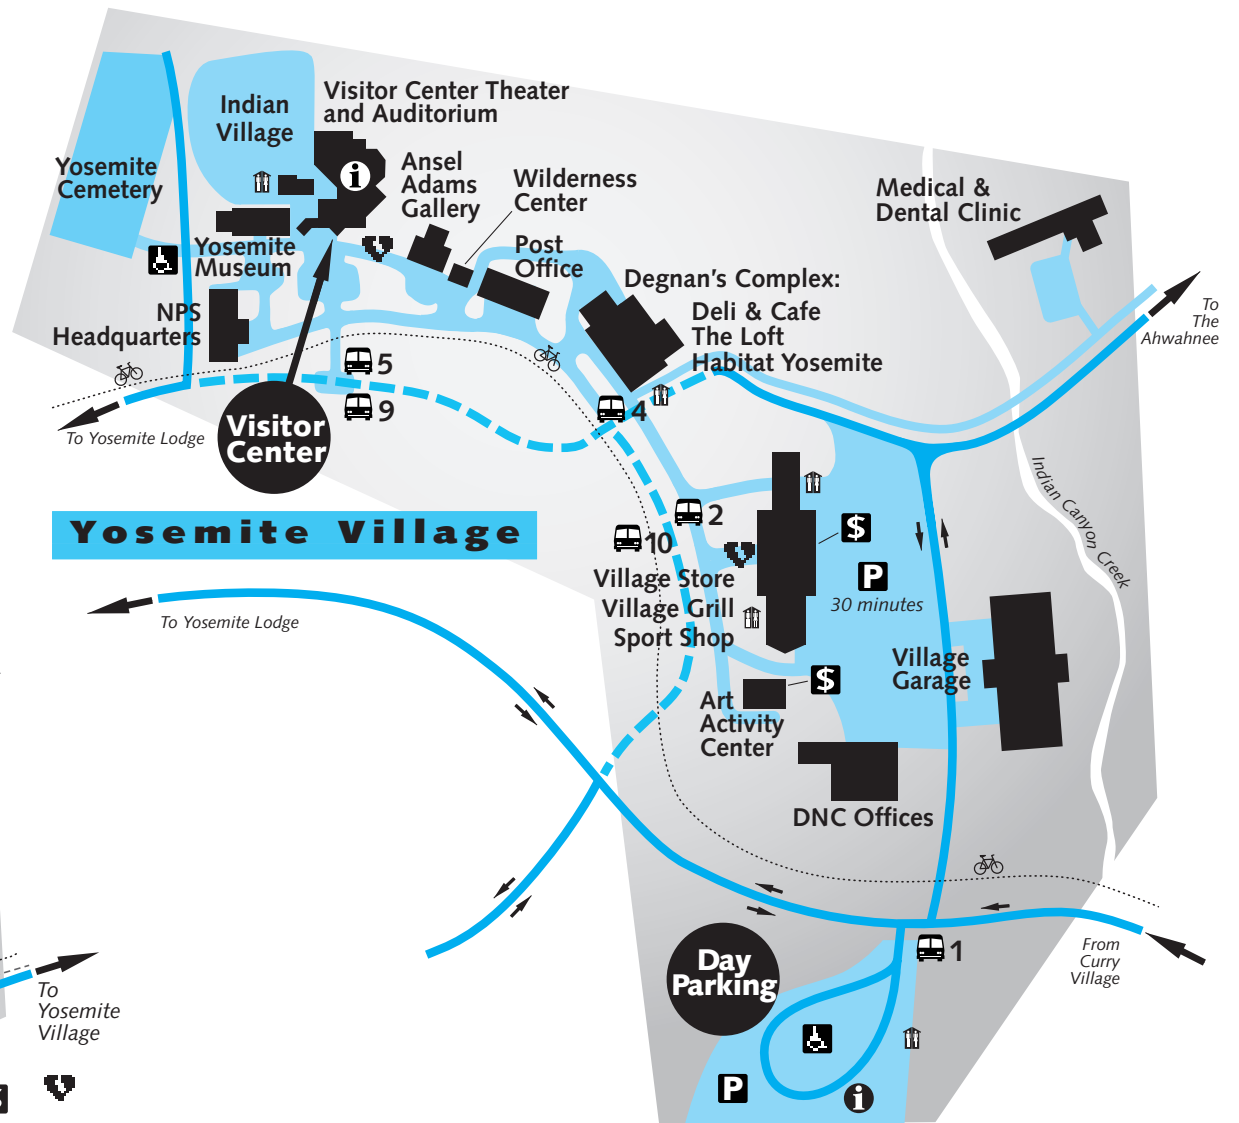 Visitor Center Theater
and Auditorium
Indian
Village
Yosemite
Cemetery
i
Ansel
Adams
Gallery
Wilderness
Center
Medical &
Dental Clinic
Yosemite
Museum
Post
Office
Degnan's Complex:
Deli & Cafe
The Loft
Habitat Yosemite
NPS
Headquarters
To
The
Ahwahnee
5
9
4
To Yosemite Lodge
Visitor
Center
Yosemite Village
2
10
$
P
30 minutes
Indian Canyon Creek
Village Store
Village Grill
Sport Shop
To Yosemite Lodge
Village
Garage
$
Art
Activity
Center
DNC Offices
1
From
Curry
Village
Day
Parking
To
Yosemite
Village
P
i